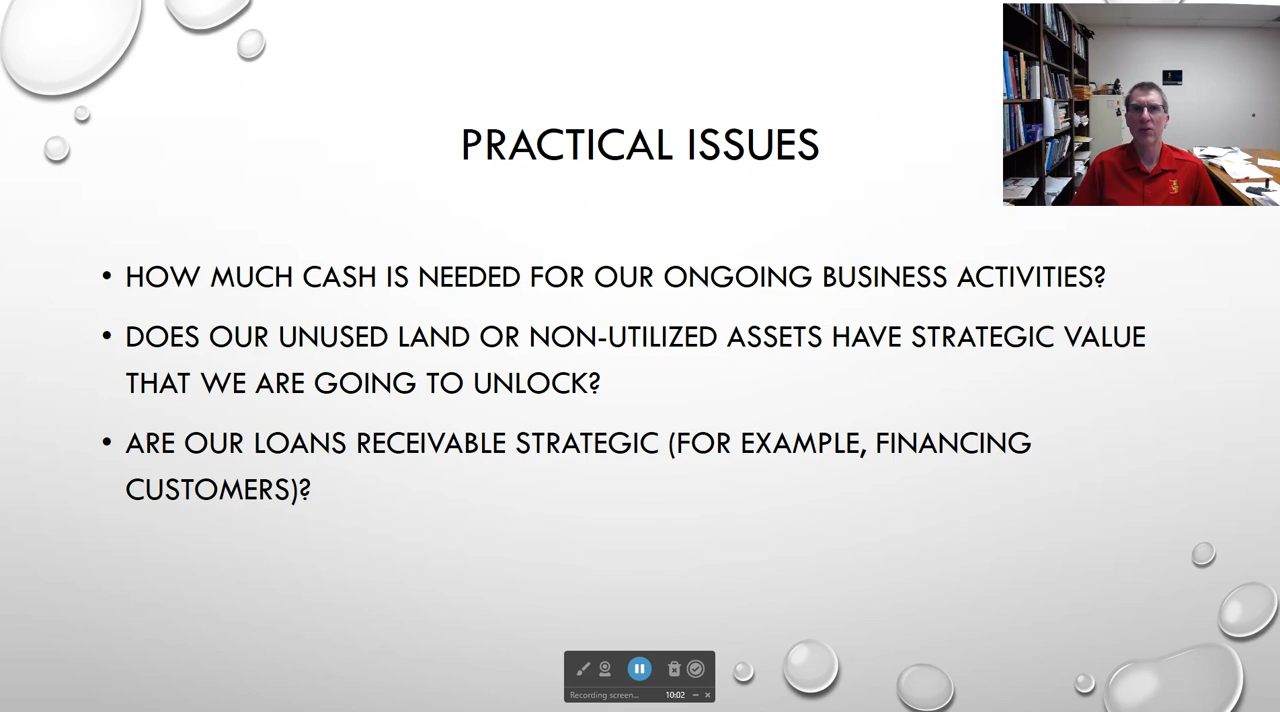 PRACTICAL ISSUES
• HOW MUCH CASH IS NEEDED FOR OUR ONGOING BUSINESS ACTIVITIES?
• DOES OUR UNUSED LAND OR NON-UTILIZED ASSETS HAVE STRATEGIC VALUE
THAT WE ARE GOING TO UNLOCK?
• ARE OUR LOANS RECEIVABLE STRATEGIC (FOR EXAMPLE, FINANCING
CUSTOMERS)?
Recording screen... 10:02